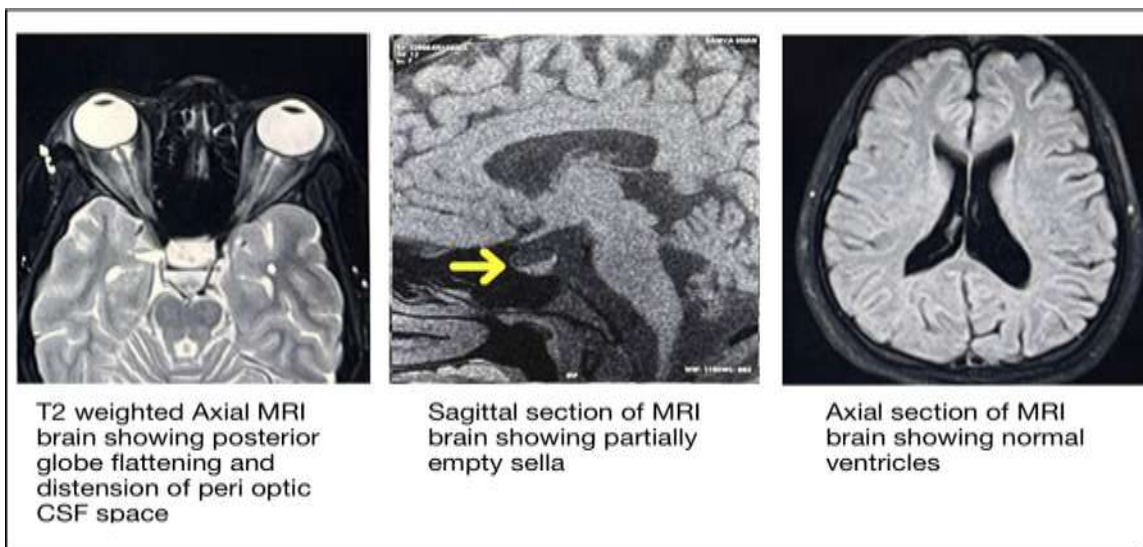 T2 weighted Axial MRI
brain showing posterior
globe flattening and
distension of peri optic
CSF space
Sagittal section of MRI
brain showing partially
empty sella
Axial section of MRI
brain showing normal
ventricles